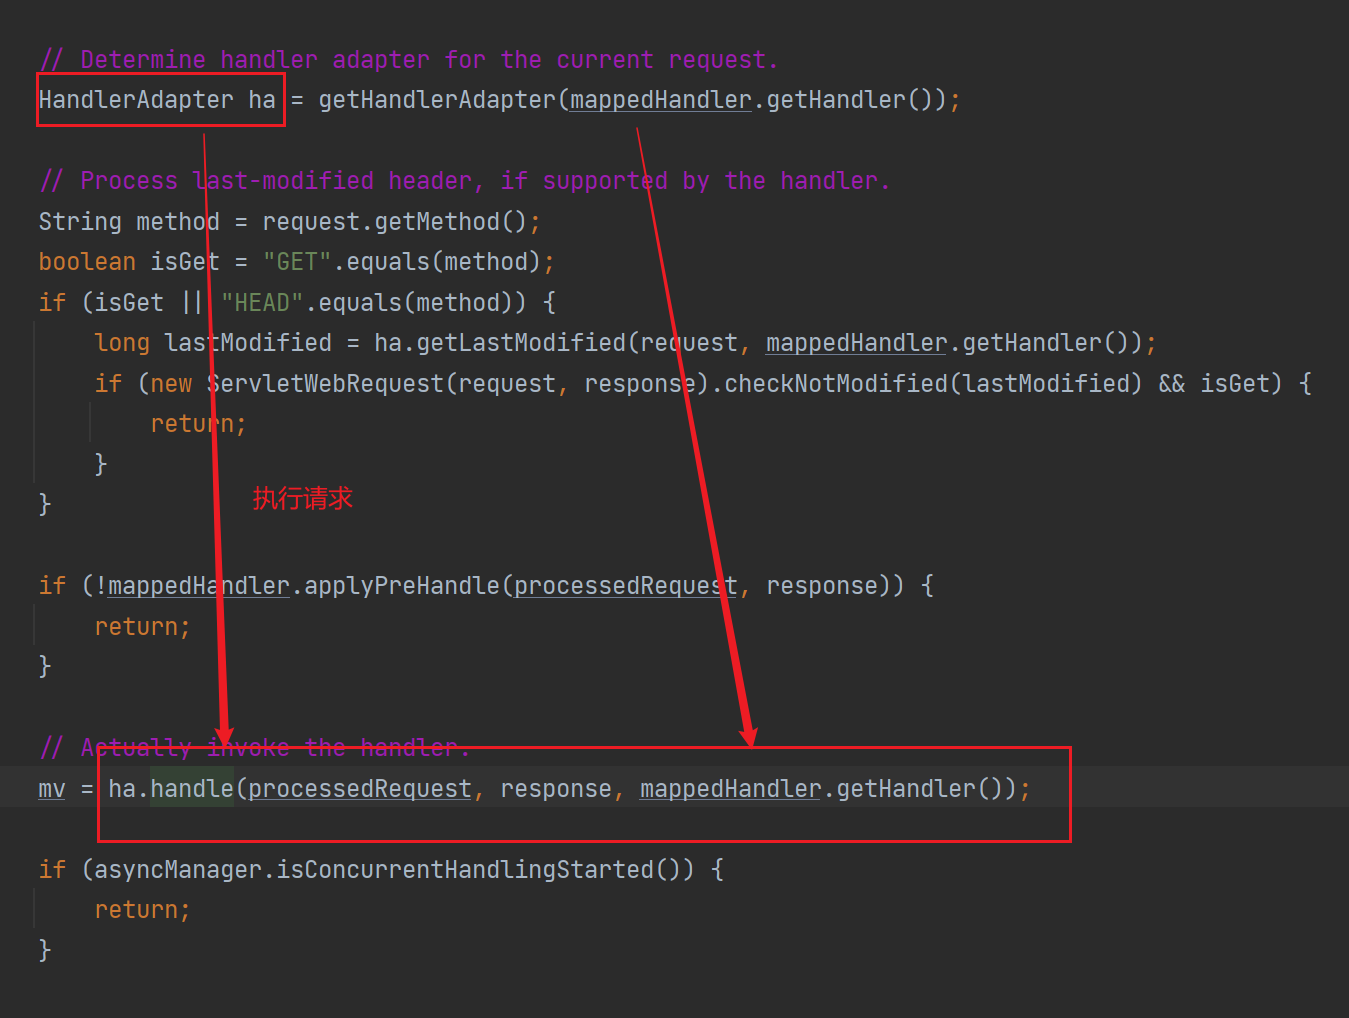 // Determine handler adapter for the current request.
HandlerAdapter ha = getHandlerAdapter(mappedHandler.getHandler());
// Process last-modified header, if supported by the handler.
String method = request.getMethod();
boolean isGet = "GET".equals(method);
if (isGet || "HEAD".equals(method)) {
long lastModified = ha.getLastModified(request, mappedHandler.getHandler());
if (new ServletWebRequest(request, response).checkNotModified(lastModified) && isGet) {
return;
}
执行请求
}
if (!mappedHandler.applyPreHandle(processedRequest, response)) {
return;
}
// Actually invoke the handler.
mv = ha.handle(processedRequest, response, mappedHandler.getHandler());
if (asyncManager.isConcurrentHandlingStarted()) {
return;
}